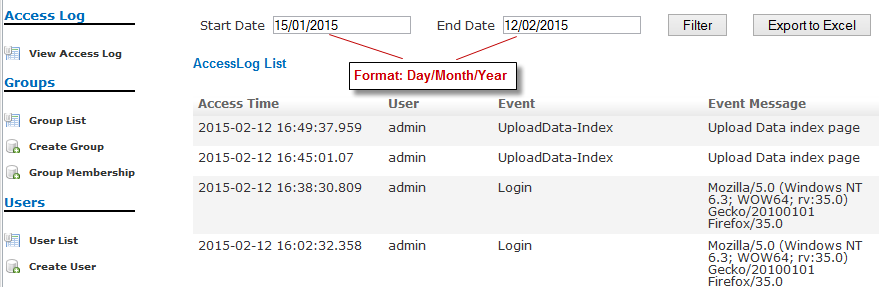 Access Log
View Access Log
Groups
Group List
Create Group
Group Membership
Users
User List
Create User
Start Date 15/01/2015 End Date 12/02/2015 Filter Export to Excel
Format: Day/Month/Year
AccessLog List
Access Time User Event Event Message
2015-02-12 16:49:37.959 admin UploadData-Index Upload Data index page
2015-02-12 16:45:01.07 admin UploadData-Index Upload Data index page
2015-02-12 16:38:30.809 admin Login Mozilla/5.0 (Windows NT
6.3; WOW64; rv:35.0)
Gecko/20100101
Firefox/35.0
2015-02-12 16:02:32.358 admin Login Mozilla/5.0 (Windows NT
6.3; WOW64; rv:35.0)
Gecko/20100101
Firefox/35.0